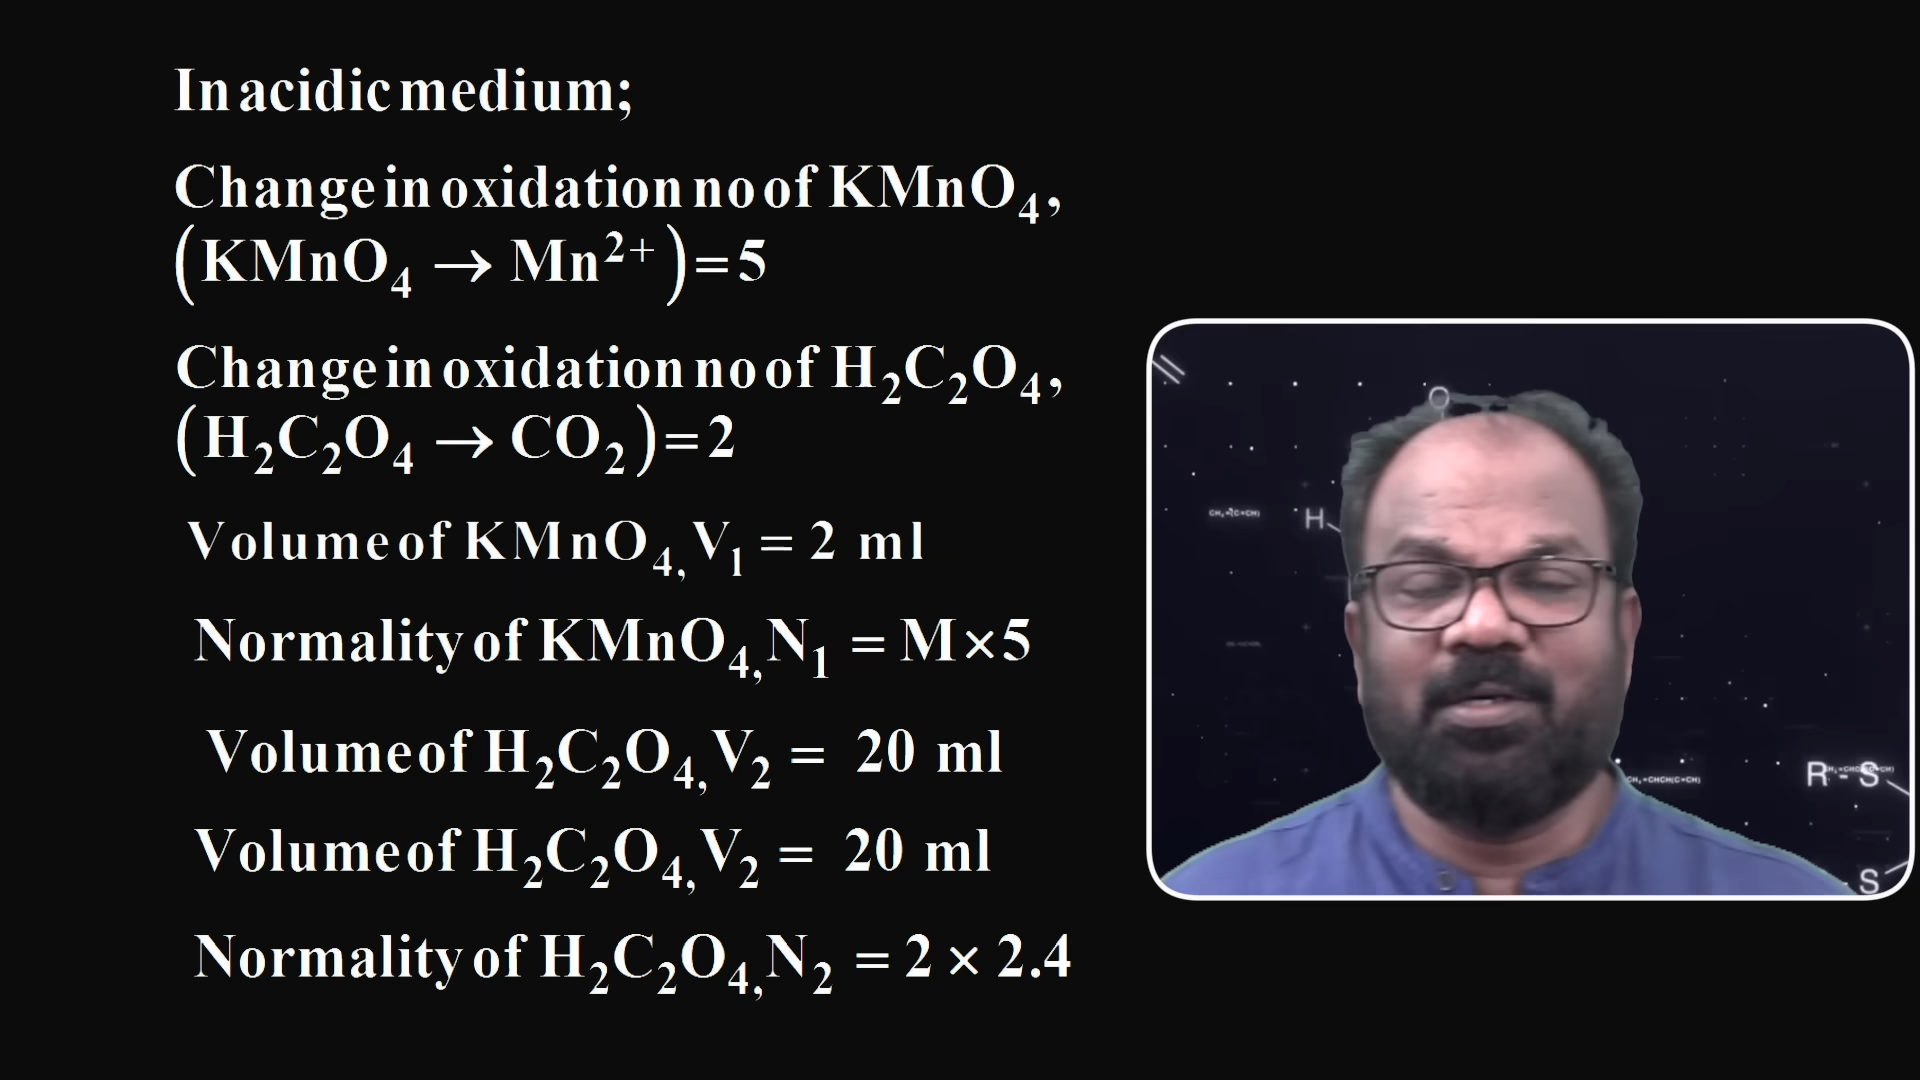 In acidic medium;
Change in oxidation no of KMnO₄,
(KMnO₄ → Mn²⁺) = 5
Change in oxidation no of H₂C₂O₄,
(H₂C₂O₄ → CO₂) = 2
Volume of KMnO₄, V₁ = 2 ml
Normality of KMnO₄, N₁ = M × 5
Volume of H₂C₂O₄, V₂ = 20 ml
Volume of H₂C₂O₄, V₂ = 20 ml
Normality of H₂C₂O₄, N₂ = 2 × 2.4
O
H
R - S
S